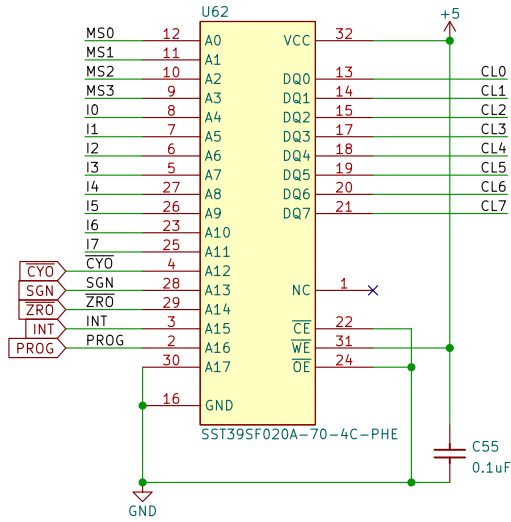 U62
+5
MS0 12 A0 VCC 32
MS1 11 A1
MS2 10 A2 DQ0 13 CL0
MS3 9 A3 DQ1 14 CL1
I0 8 A4 DQ2 15 CL2
I1 7 A5 DQ3 17 CL3
I2 6 A6 DQ4 18 CL4
I3 5 A7 DQ5 19 CL5
I4 27 A8 DQ6 20 CL6
I5 26 A9 DQ7 21 CL7
I6 23 A10
I7 25 A11
CYO CYO 4 A12
SGN SGN 28 A13 NC 1
ZRO ZRO 29 A14
INT INT 3 A15 CE 22
PROG PROG 2 A16 WE 31
30 A17 OE 24
16 GND
SST39SF020A-70-4C-PHE
C55
0.1uF
GND